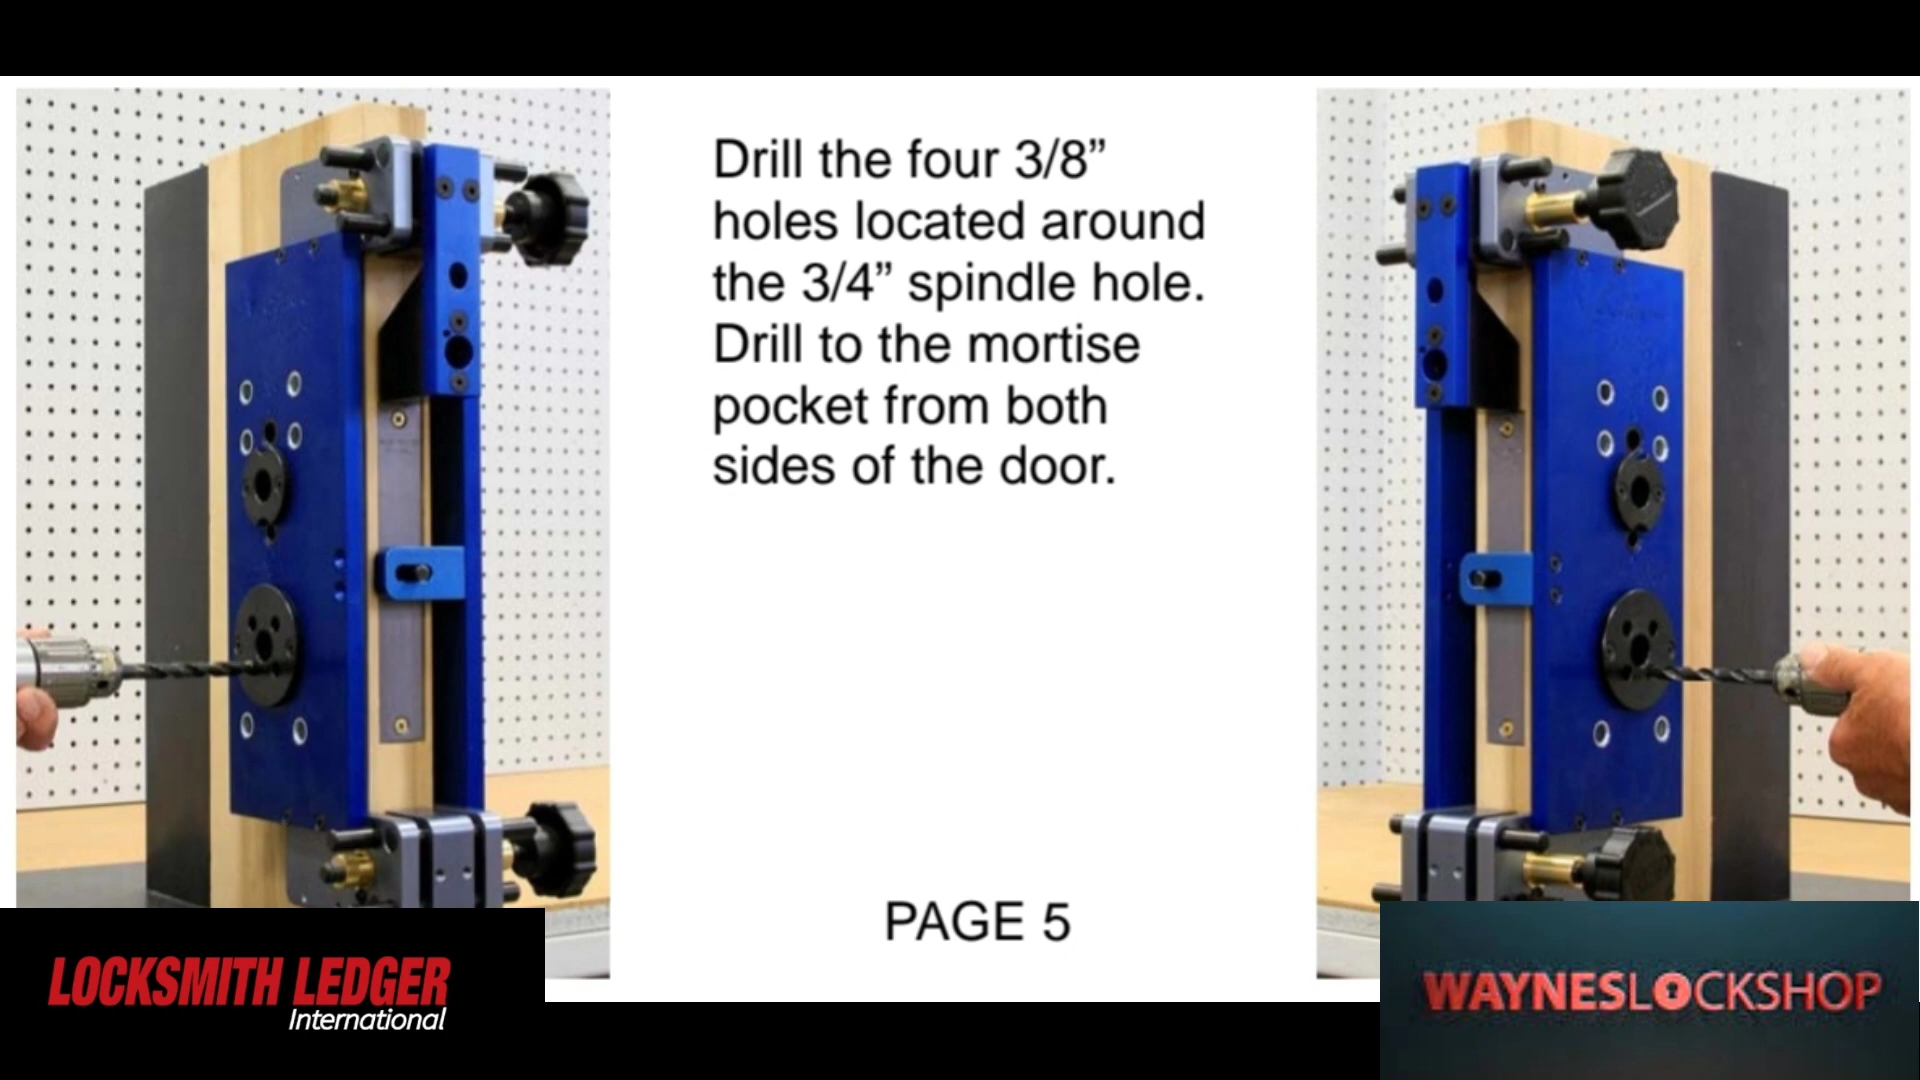 Drill the four 3/8”
holes located around
the 3/4” spindle hole.
Drill to the mortise
pocket from both
sides of the door.
PAGE 5
LOCKSMITH LEDGER
International
WAYNESLOCKSHOP